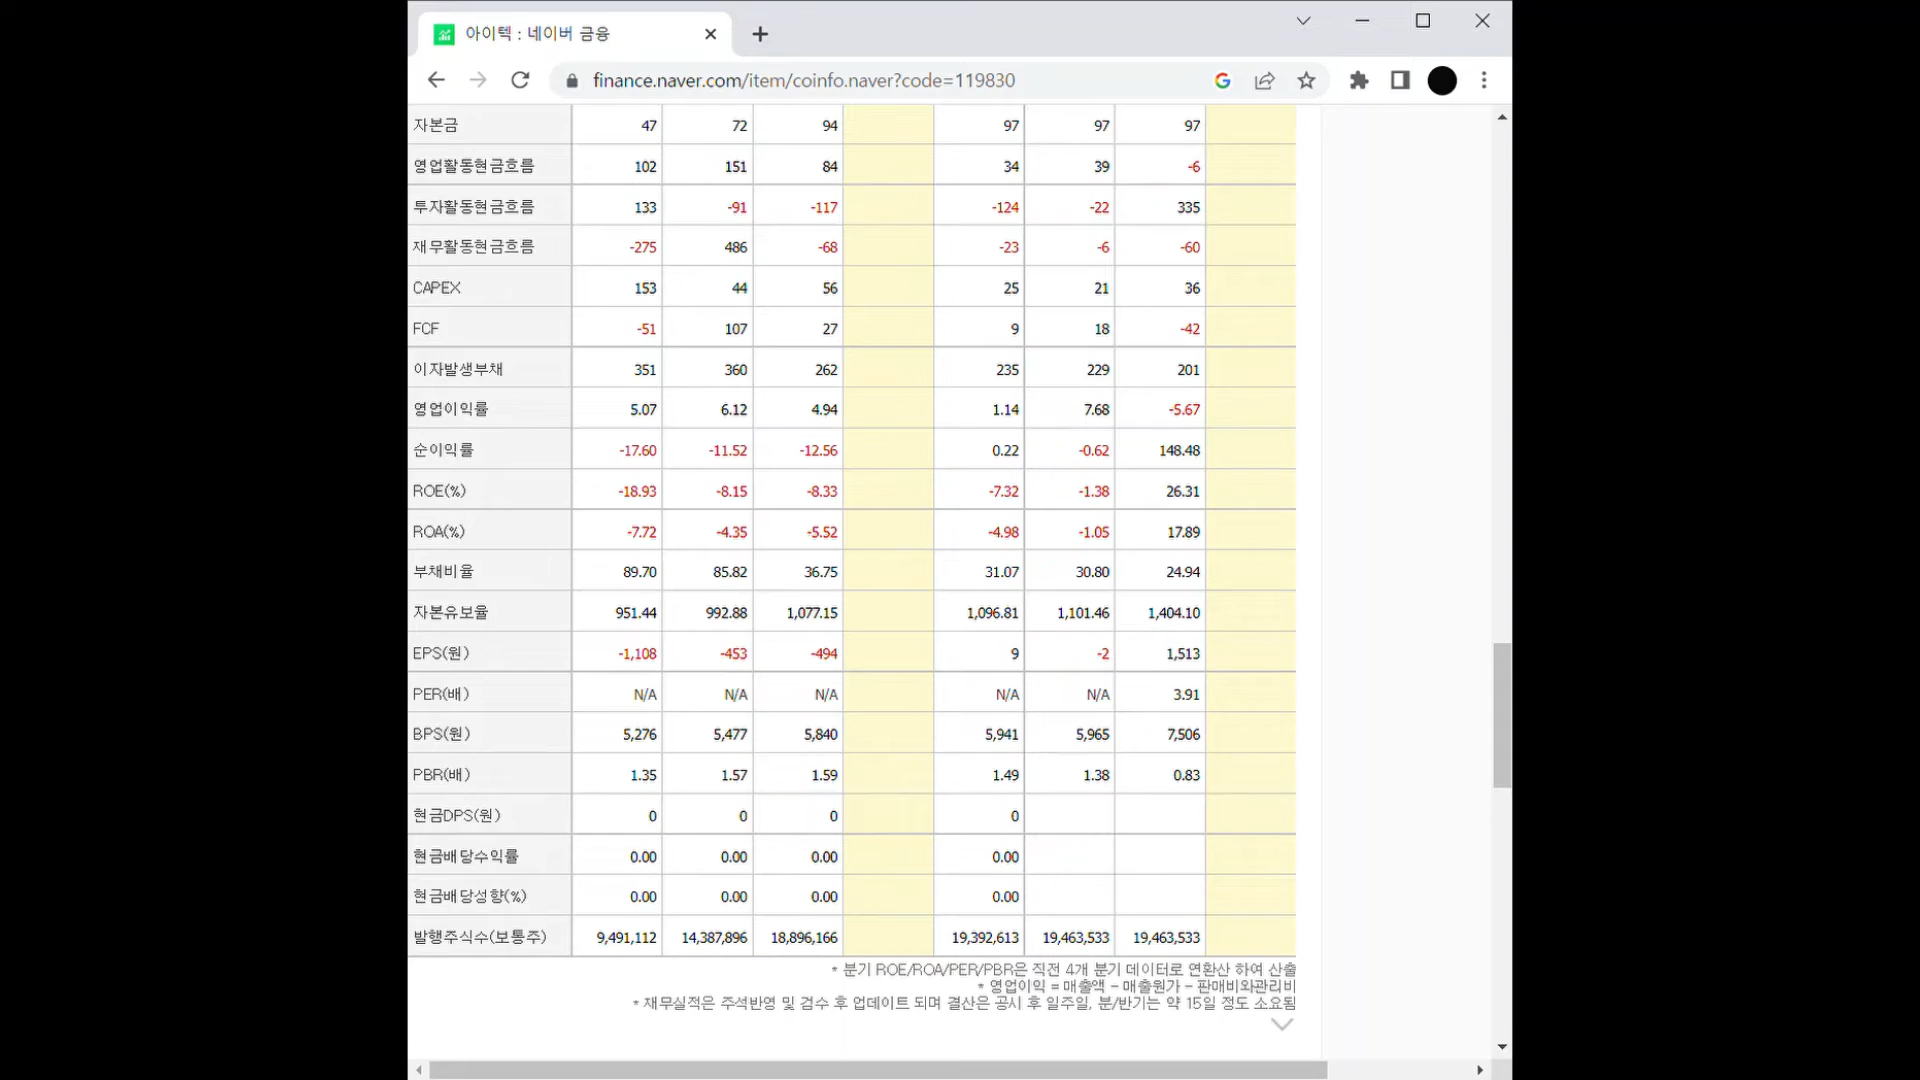 아이텍 : 네이버 금융
finance.naver.com/item/coinfo.naver?code=119830
자본금 47 72 94 97 97 97
영업활동현금흐름 102 151 84 34 39 -6
투자활동현금흐름 133 -91 -117 -124 -22 335
재무활동현금흐름 -275 486 -68 -23 -6 -60
CAPEX 153 44 56 25 21 36
FCF -51 107 27 9 18 -42
이자발생부채 351 360 262 235 229 201
영업이익률 5.07 6.12 4.94 1.14 7.68 -5.67
순이익률 -17.60 -11.52 -12.56 0.22 -0.62 148.48
ROE(%) -18.93 -8.15 -8.33 -7.32 -1.38 26.31
ROA(%) -7.72 -4.35 -5.52 -4.98 -1.05 17.89
부채비율 89.70 85.82 36.75 31.07 30.80 24.94
자본유보율 951.44 992.88 1,077.15 1,096.81 1,101.46 1,404.10
EPS(원) -1,108 -453 -494 9 -2 1,513
PER(배) N/A N/A N/A N/A N/A 3.91
BPS(원) 5,276 5,477 5,840 5,941 5,965 7,506
PBR(배) 1.35 1.57 1.59 1.49 1.38 0.83
현금DPS(원) 0 0 0 0
현금배당수익률 0.00 0.00 0.00 0.00
현금배당성향(%) 0.00 0.00 0.00 0.00
발행주식수(보통주) 9,491,112 14,387,896 18,896,166 19,392,613 19,463,533 19,463,533
* 분기 ROE/ROA/PER/PBR은 직전 4개 분기 데이터로 연환산 하여 산출
* 영업이익 = 매출액 - 매출원가 - 판매비와관리비
* 재무실적은 주석반영 및 검수 후 업데이트 되며 결산은 공시 후 일주일, 분/반기는 약 15일 정도 소요됨